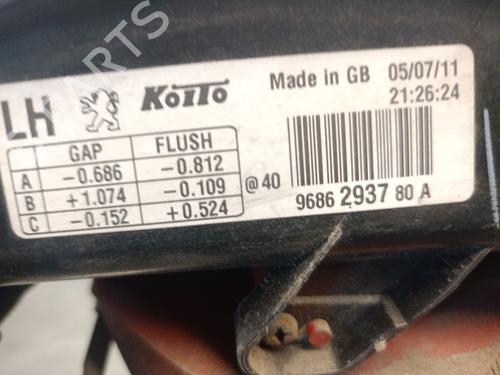 LH KOITO Made in GB 05/07/11
21:26:24
GAP FLUSH
A -0.686 -0.812
B +1.074 -0.109
C -0.152 +0.524
@40
9686 2937 80 A
B-PARTS